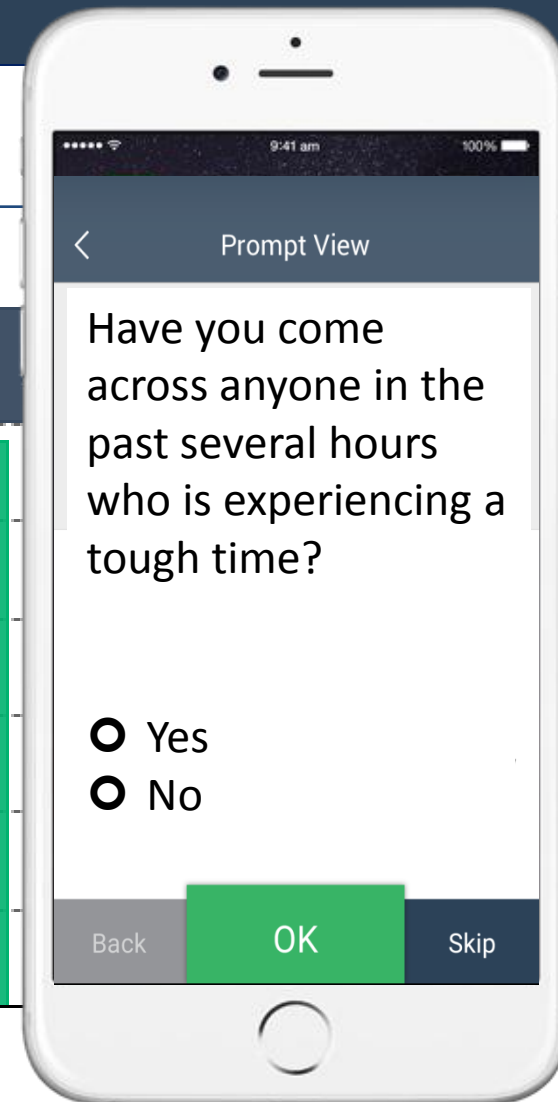 9:41 am 100%
Prompt View
Have you come
across anyone in the
past several hours
who is experiencing a
tough time?
Yes
No
Back OK Skip